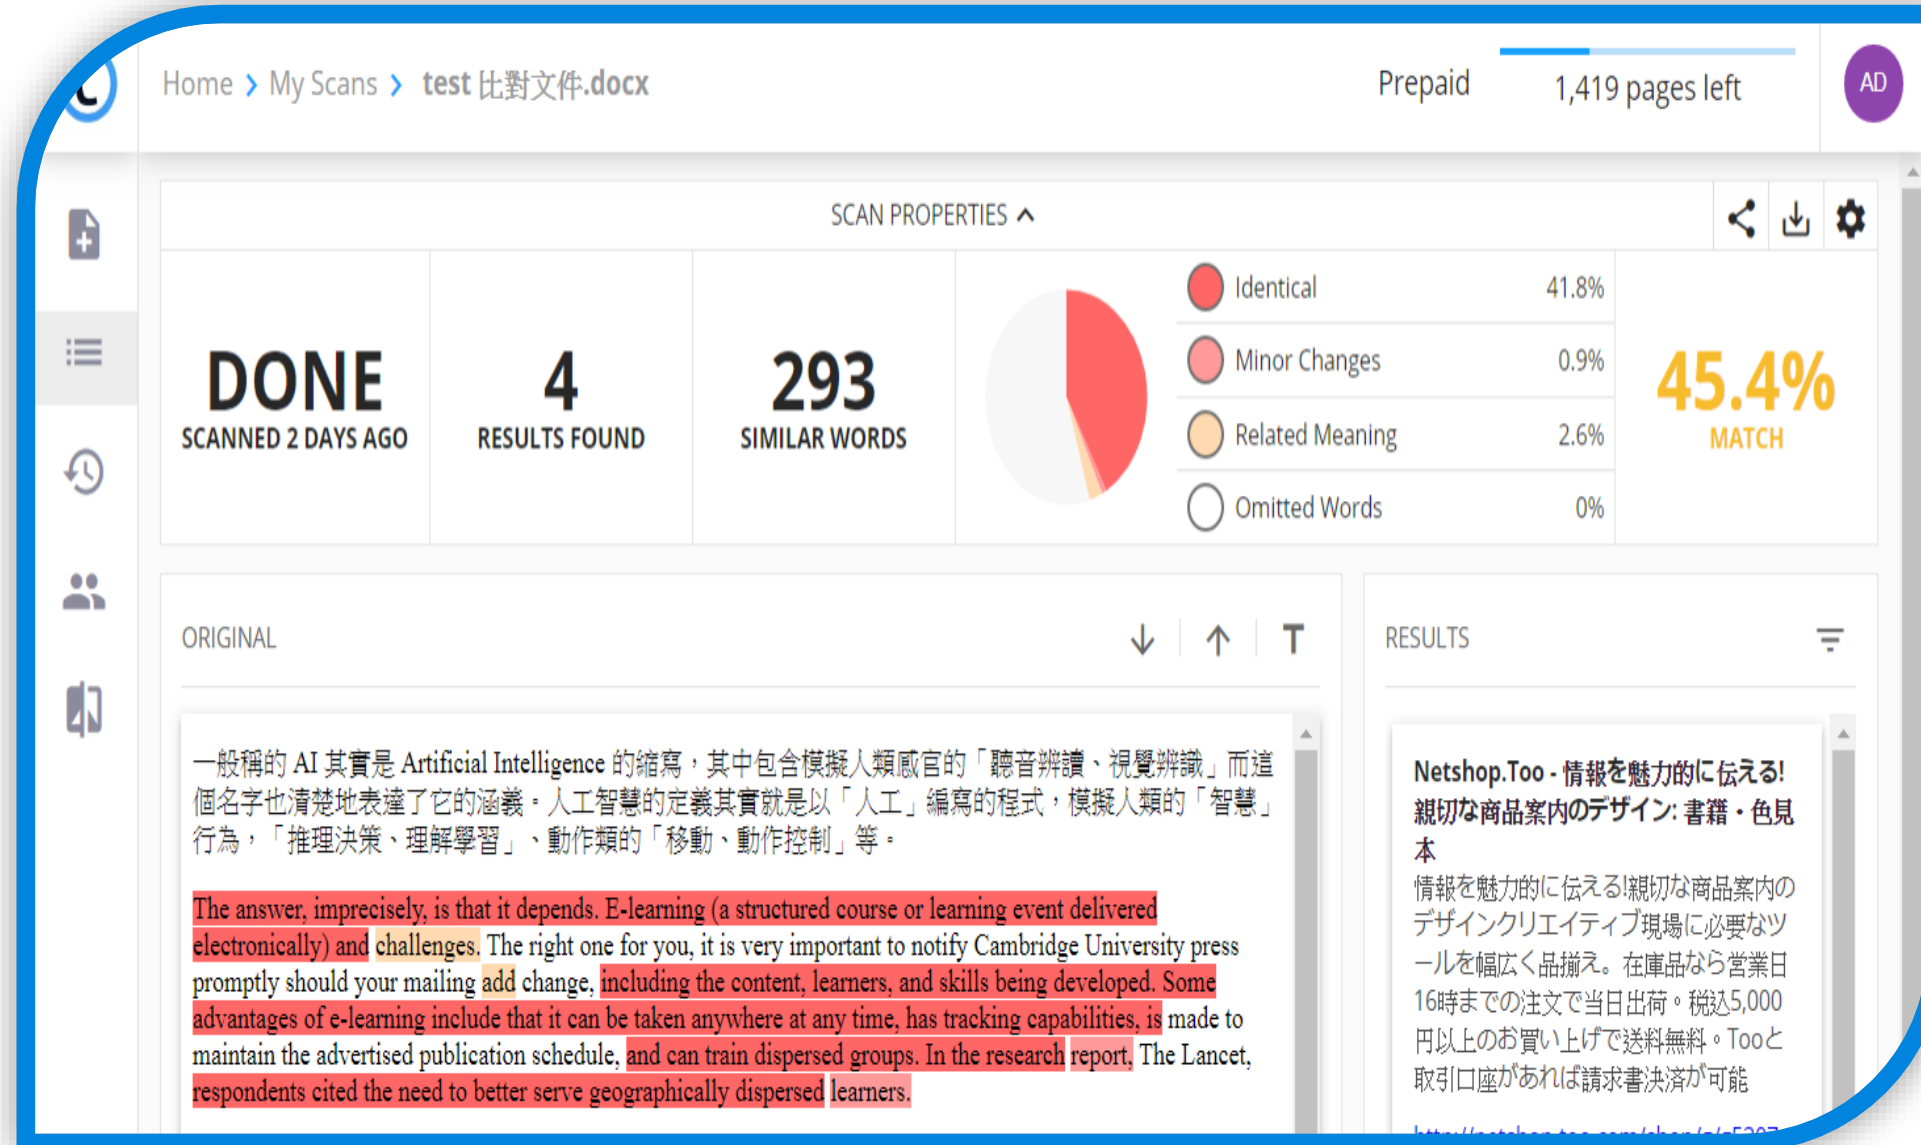 Home > My Scans > test 比對文件.docx
Prepaid
1,419 pages left
AD
SCAN PROPERTIES
DONE
SCANNED 2 DAYS AGO
4
RESULTS FOUND
293
SIMILAR WORDS
Identical 41.8%
Minor Changes 0.9%
Related Meaning 2.6%
Omitted Words 0%
45.4%
MATCH
ORIGINAL
T
一般稱的 AI 其實是 Artificial Intelligence 的縮寫，其中包含模擬人類感官的「聽音辨讀、視覺辨識」而這
個名字也清楚地表達了它的涵義。人工智慧的定義其實就是以「人工」編寫的程式，模擬人類的「智慧」
行為，「推理決策、理解學習」、動作類的「移動、動作控制」等。
The answer, imprecisely, is that it depends. E-learning (a structured course or learning event delivered
electronically) and challenges. The right one for you, it is very important to notify Cambridge University press
promptly should your mailing add change, including the content, learners, and skills being developed. Some
advantages of e-learning include that it can be taken anywhere at any time, has tracking capabilities, is made to
maintain the advertised publication schedule, and can train dispersed groups. In the research report, The Lancet,
respondents cited the need to better serve geographically dispersed learners.
RESULTS
Netshop.Too - 情報を魅力的に伝える!
親切な商品案内のデザイン: 書籍・色見
本
情報を魅力的に伝える!親切な商品案内の
デザインクリエイティブ現場に必要なツ
ールを幅広く品揃え。在庫品なら営業日
16時までの注文で当日出荷。税込5,000
円以上のお買い上げで送料無料。Tooと
取引口座があれば請求書決済が可能